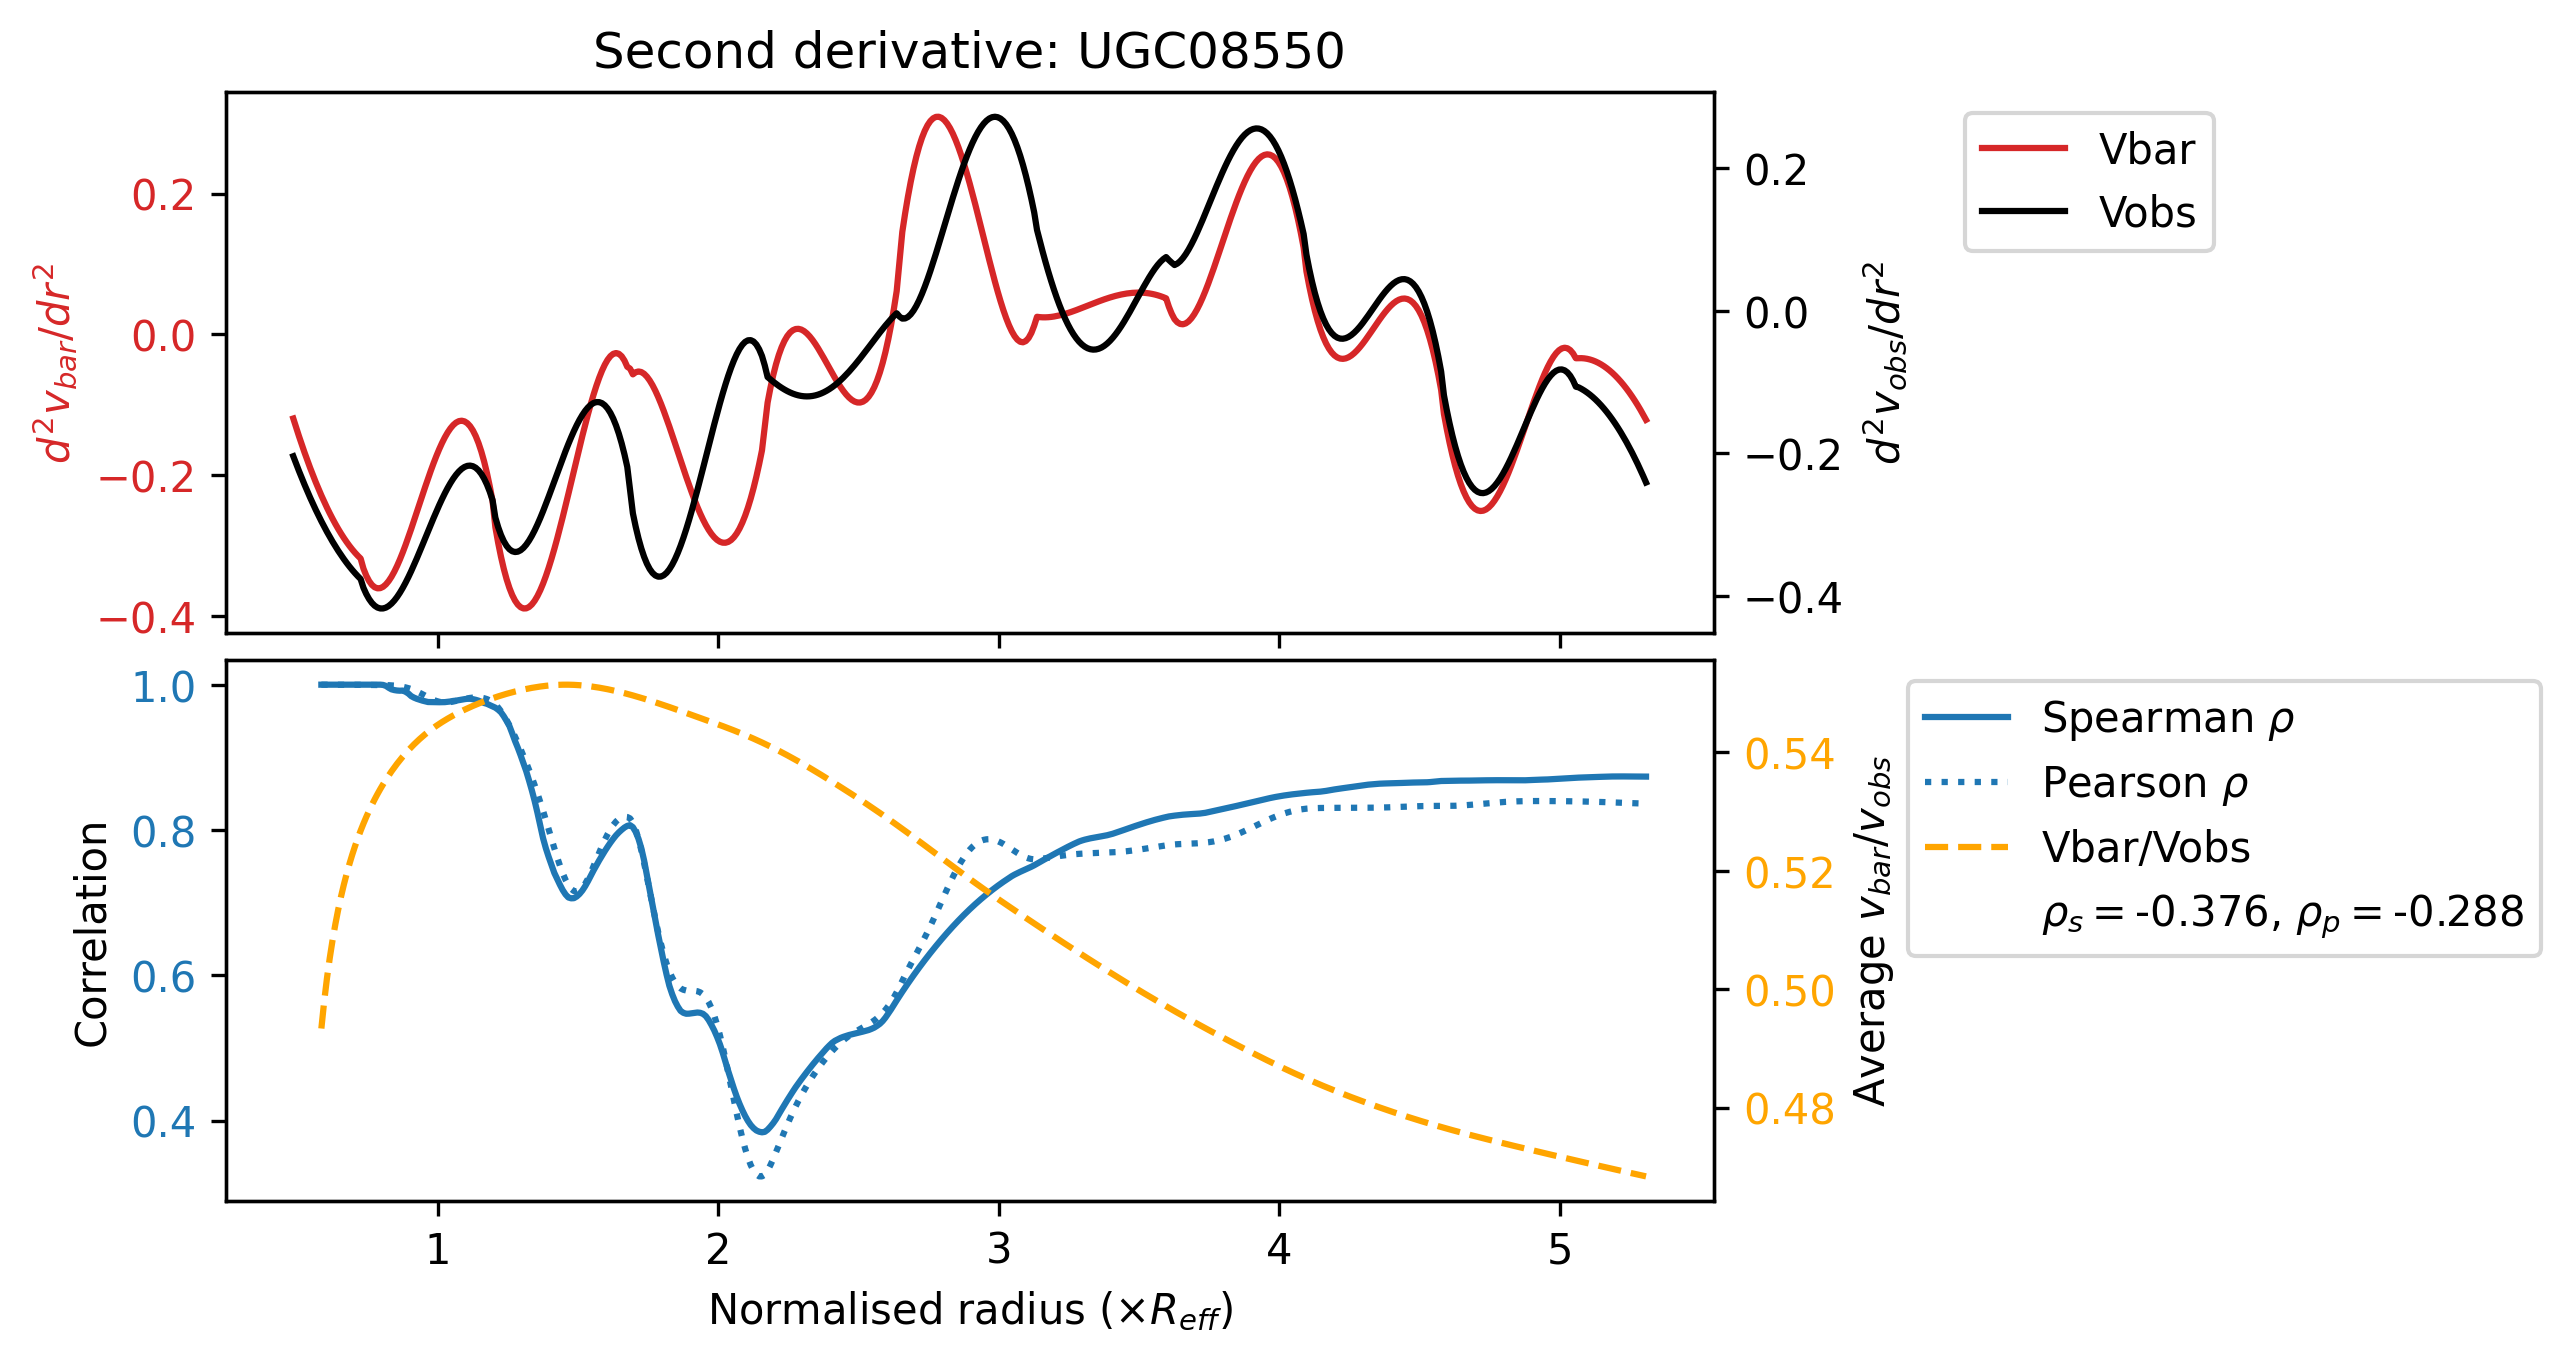 Second derivative: UGC08550
d²v_bar/dr²
0.2
0.0
−0.2
−0.4
0.2
0.0
−0.2
−0.4
d²v_obs/dr²
Vbar
Vobs
Correlation
1.0
0.8
0.6
0.4
0.54
0.52
0.50
0.48
Average v_bar/v_obs
Spearman ρ
Pearson ρ
Vbar/Vobs
ρ_s = -0.376, ρ_p = -0.288
1 2 3 4 5
Normalised radius (×R_eff)